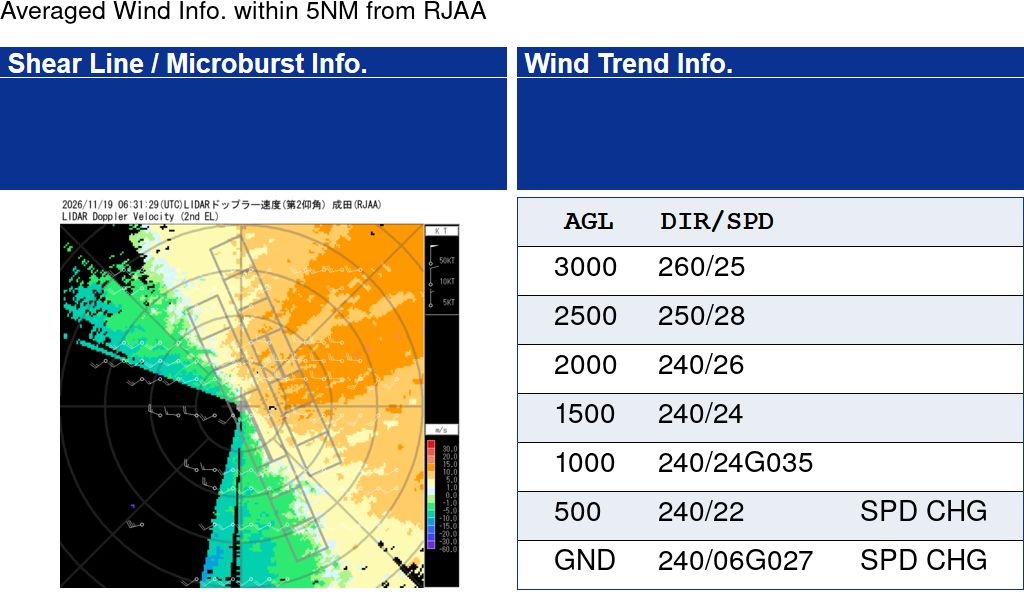 Averaged Wind Info. within 5NM from RJAA
Shear Line / Microburst Info.
Wind Trend Info.
2026/11/19 06:31:29(UTC)LIDARドップラー速度(第2仰角) 成田(RJAA)
LIDAR Doppler Velocity (2nd EL)
K T
50KT
10KT
5KT
m/s
30.0
20.0
15.0
10.0
5.0
1.0
0.0
-1.0
-5.0
-10.0
-15.0
-20.0
-30.0
-60.0
AGL DIR/SPD
3000 260/25
2500 250/28
2000 240/26
1500 240/24
1000 240/24G035
500 240/22 SPD CHG
GND 240/06G027 SPD CHG